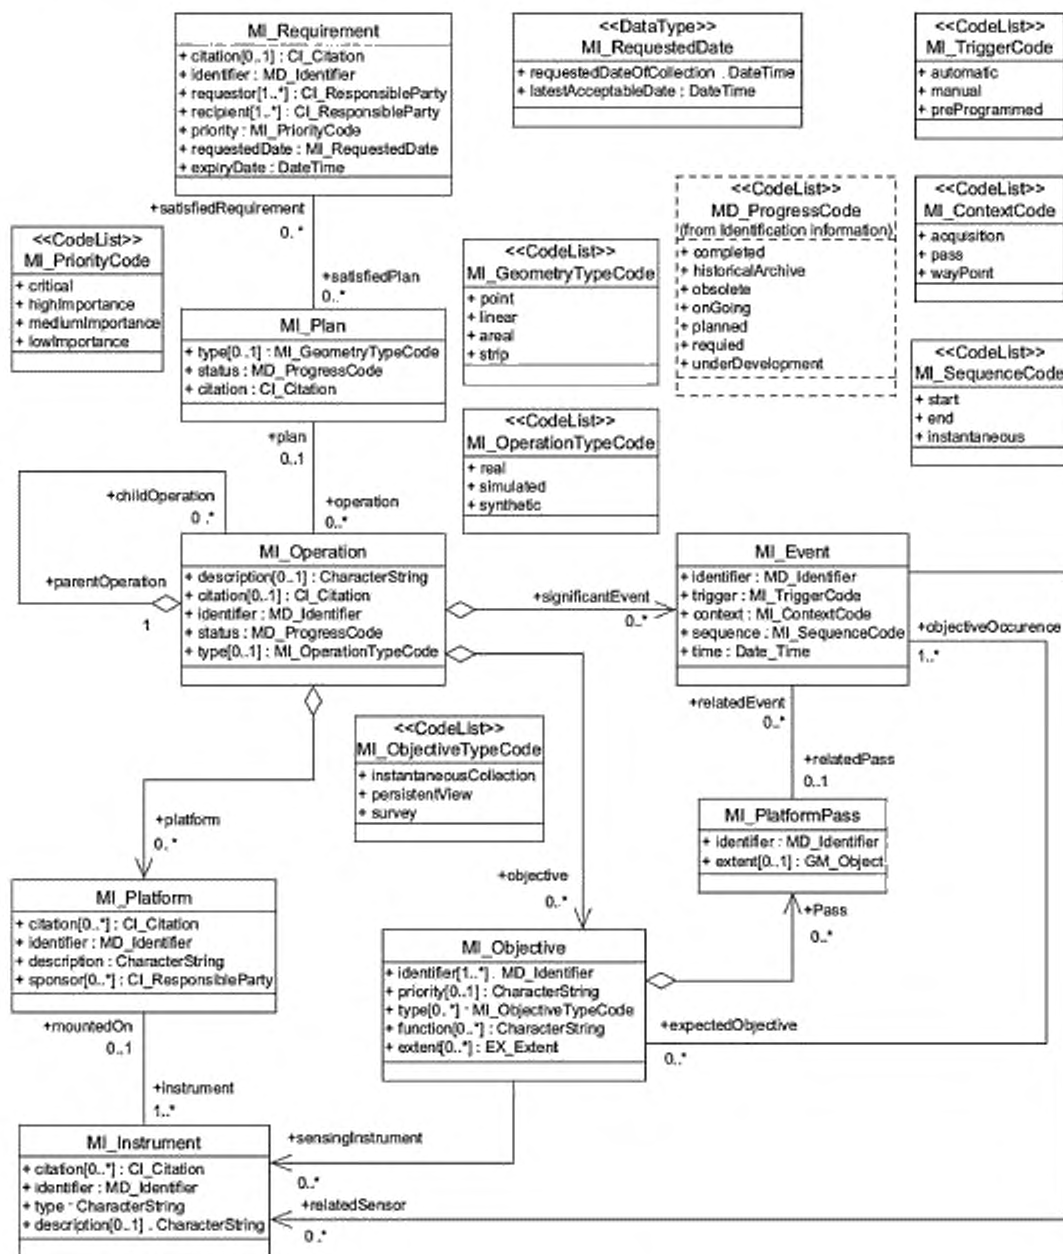 MI_Requirement
+ citation[0..1] : CI_Citation
+ identifier : MD_Identifier
+ requestor[1..*] : CI_ResponsibleParty
+ recipient[1..*] : CI_ResponsibleParty
+ priority : MI_PriorityCode
+ requestedDate : MI_RequestedDate
+ expiryDate : DateTime
<<DataType>>
MI_RequestedDate
+ requestedDateOfCollection . DateTime
+ latestAcceptableDate : DateTime
<<CodeList>>
MI_TriggerCode
+ automatic
+ manual
+ preProgrammed
+satisfiedRequirement
0..*
+satisfiedPlan
0..*
<<CodeList>>
MI_PriorityCode
+ critical
+ highImportance
+ mediumImportance
+ lowImportance
<<CodeList>>
MI_GeometryTypeCode
+ point
+ linear
+ areal
+ strip
<<CodeList>>
MD_ProgressCode
(from Identification information)
+ completed
+ historicalArchive
+ obsolete
+ onGoing
+ planned
+ requied
+ underDevelopment
<<CodeList>>
MI_ContextCode
+ acquisition
+ pass
+ wayPoint
MI_Plan
+ type[0..1] : MI_GeometryTypeCode
+ status : MD_ProgressCode
+ citation : CI_Citation
<<CodeList>>
MI_SequenceCode
+ start
+ end
+ instantaneous
+plan
0..1
+operation
0..*
<<CodeList>>
MI_OperationTypeCode
+ real
+ simulated
+ synthetic
+childOperation
0..*
+parentOperation
1
MI_Operation
+ description[0..1] : CharacterString
+ citation[0..1] : CI_Citation
+ identifier : MD_Identifier
+ status : MD_ProgressCode
+ type[0..1] : MI_OperationTypeCode
+significantEvent
0..*
MI_Event
+ identifier : MD_Identifier
+ trigger : MI_TriggerCode
+ context : MI_ContextCode
+ sequence : MI_SequenceCode
+ time : Date_Time
+objectiveOccurence
1..*
<<CodeList>>
MI_ObjectiveTypeCode
+ instantaneousCollection
+ persistentView
+ survey
+relatedEvent
0..*
+relatedPass
0..1
MI_PlatformPass
+ identifier : MD_Identifier
+ extent[0..1] : GM_Object
+platform
0..*
+objective
0..*
+Pass
0..*
MI_Platform
+ citation[0..*] : CI_Citation
+ identifier : MD_Identifier
+ description : CharacterString
+ sponsor[0..*] : CI_ResponsibleParty
MI_Objective
+ identifier[1..*] . MD_Identifier
+ priority[0..1] : CharacterString
+ type[0..*] - MI_ObjectiveTypeCode
+ function[0..*] : CharacterString
+ extent[0..*] : EX_Extent
+mountedOn
0..1
+instrument
1..*
+expectedObjective
0..*
+sensingInstrument
0..*
MI_Instrument
+ citation[0..*] : CI_Citation
+ identifier : MD_Identifier
+ type - CharacterString
+ description[0..1] . CharacterString
+relatedSensor
0..*